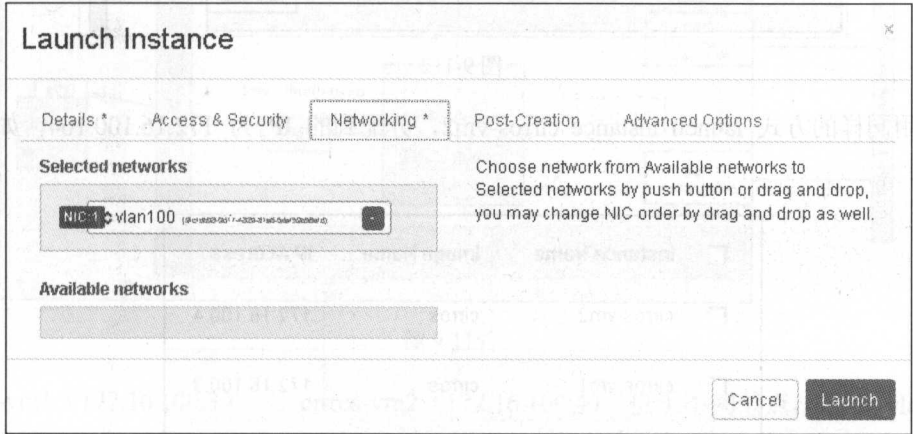 Launch Instance
×
Details * Access & Security Networking * Post-Creation Advanced Options
Selected networks
NIC:1 vlan100
-
Choose network from Available networks to
Selected networks by push button or drag and drop,
you may change NIC order by drag and drop as well.
Available networks
Cancel Launch